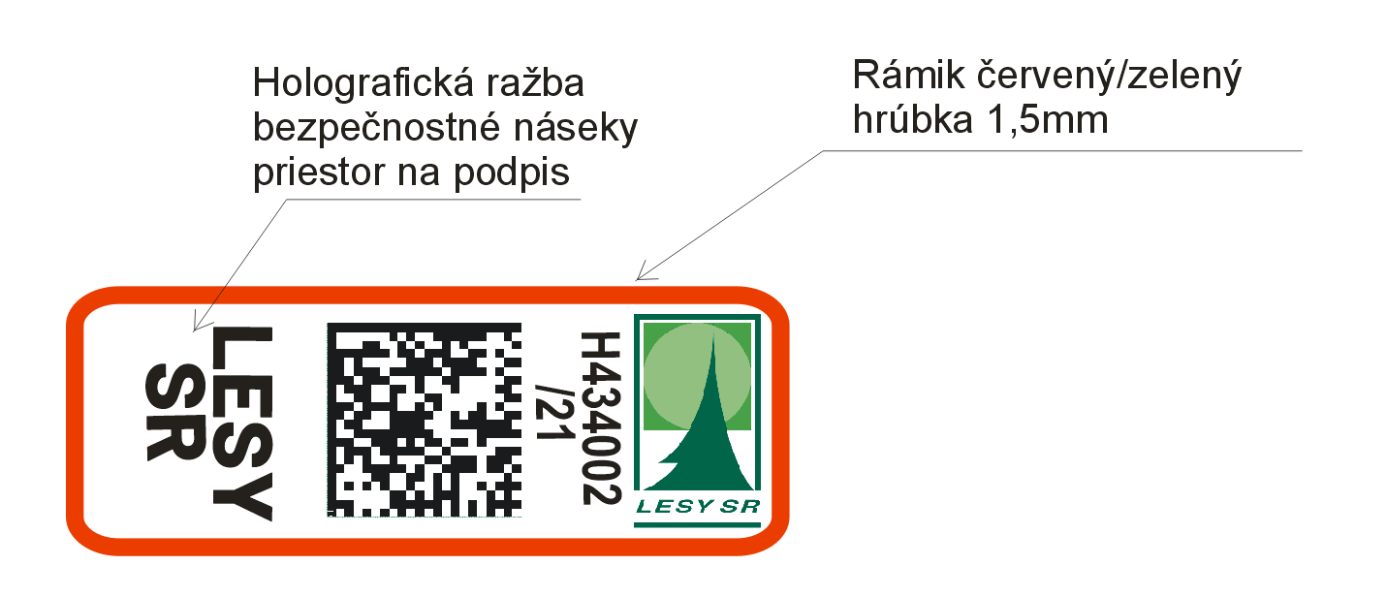 Holografická ražba
bezpečnostné náseky
priestor na podpis
Rámik červený/zelený
hrúbka 1,5mm
LESY
SR
H434002
/21
LESY SR